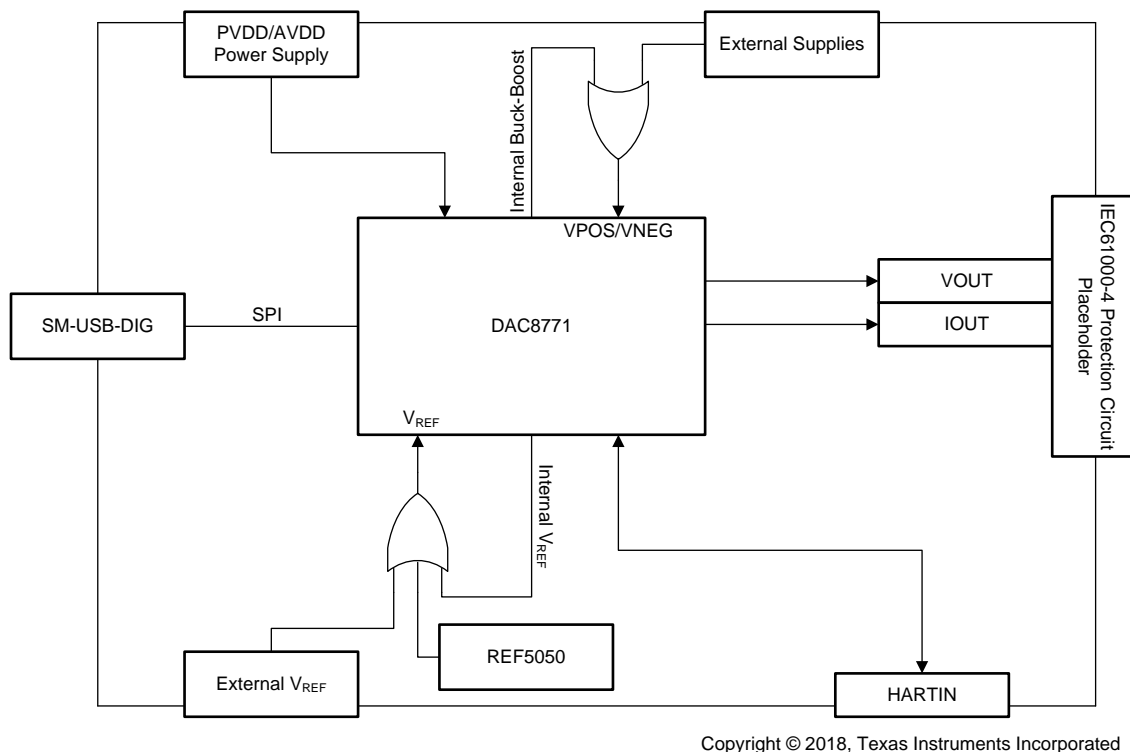 PVDD/AVDD
Power Supply
External Supplies
Internal Buck-Boost
VPOS/VNEG
IEC61000-4 Protection Circuit
Placeholder
VOUT
SM-USB-DIG
SPI
DAC8771
IOUT
VREF
Internal VREF
REF5050
External VREF
HARTIN
Copyright © 2018, Texas Instruments Incorporated